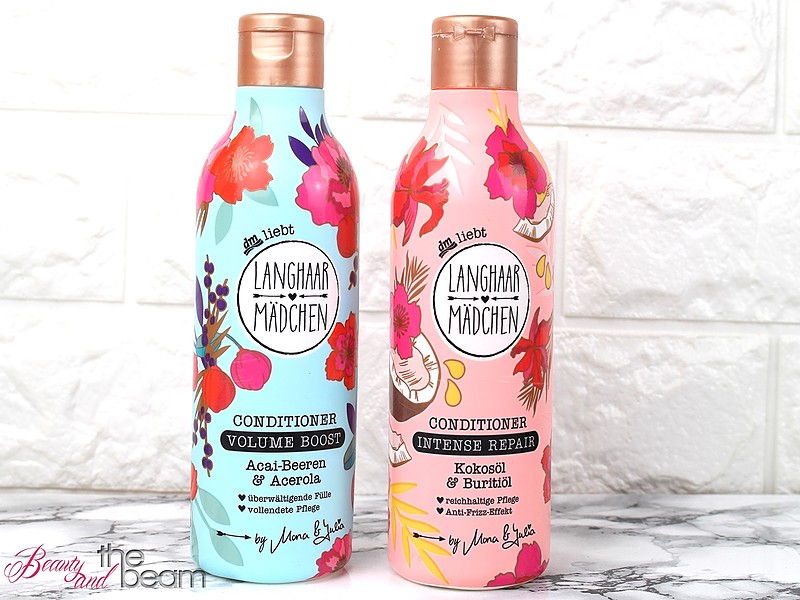 dm liebt
LANGHAAR
MÄDCHEN
CONDITIONER
VOLUME BOOST
Acai-Beeren
& Acerola
♥ überwältigende Fülle
♥ vollendete Pflege
by Mona & Julia
dm liebt
LANGHAAR
MÄDCHEN
CONDITIONER
INTENSE REPAIR
Kokosöl
& Buritiöl
♥ reichhaltige Pflege
♥ Anti-Frizz-Effekt
by Mona & Julia
Beauty and the beam